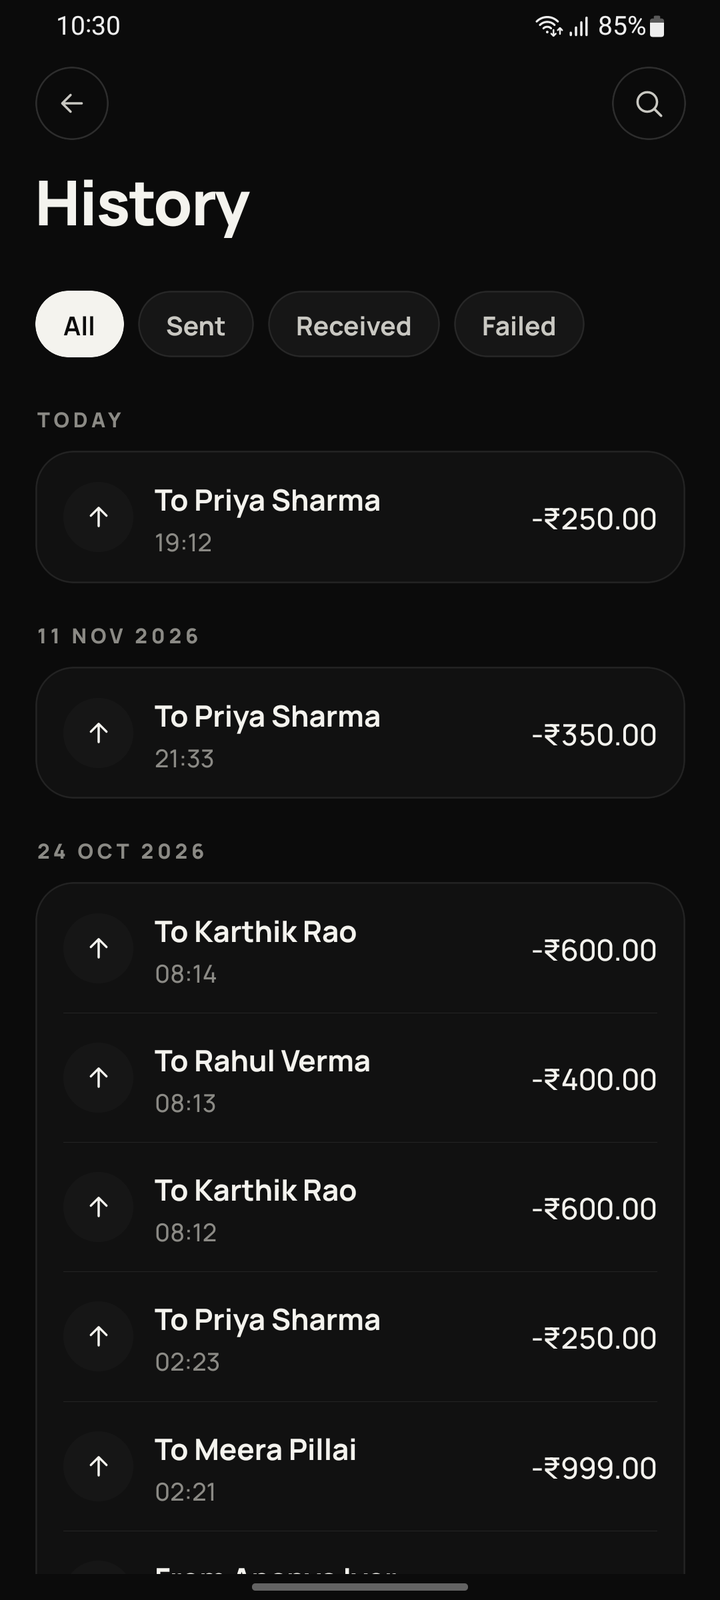 10:30
85%
History
All
Sent
Received
Failed
TODAY
To Priya Sharma
-₹250.00
19:12
11 NOV 2026
To Priya Sharma
-₹350.00
21:33
24 OCT 2026
To Karthik Rao
-₹600.00
08:14
To Rahul Verma
-₹400.00
08:13
To Karthik Rao
-₹600.00
08:12
To Priya Sharma
-₹250.00
02:23
To Meera Pillai
-₹999.00
02:21
From